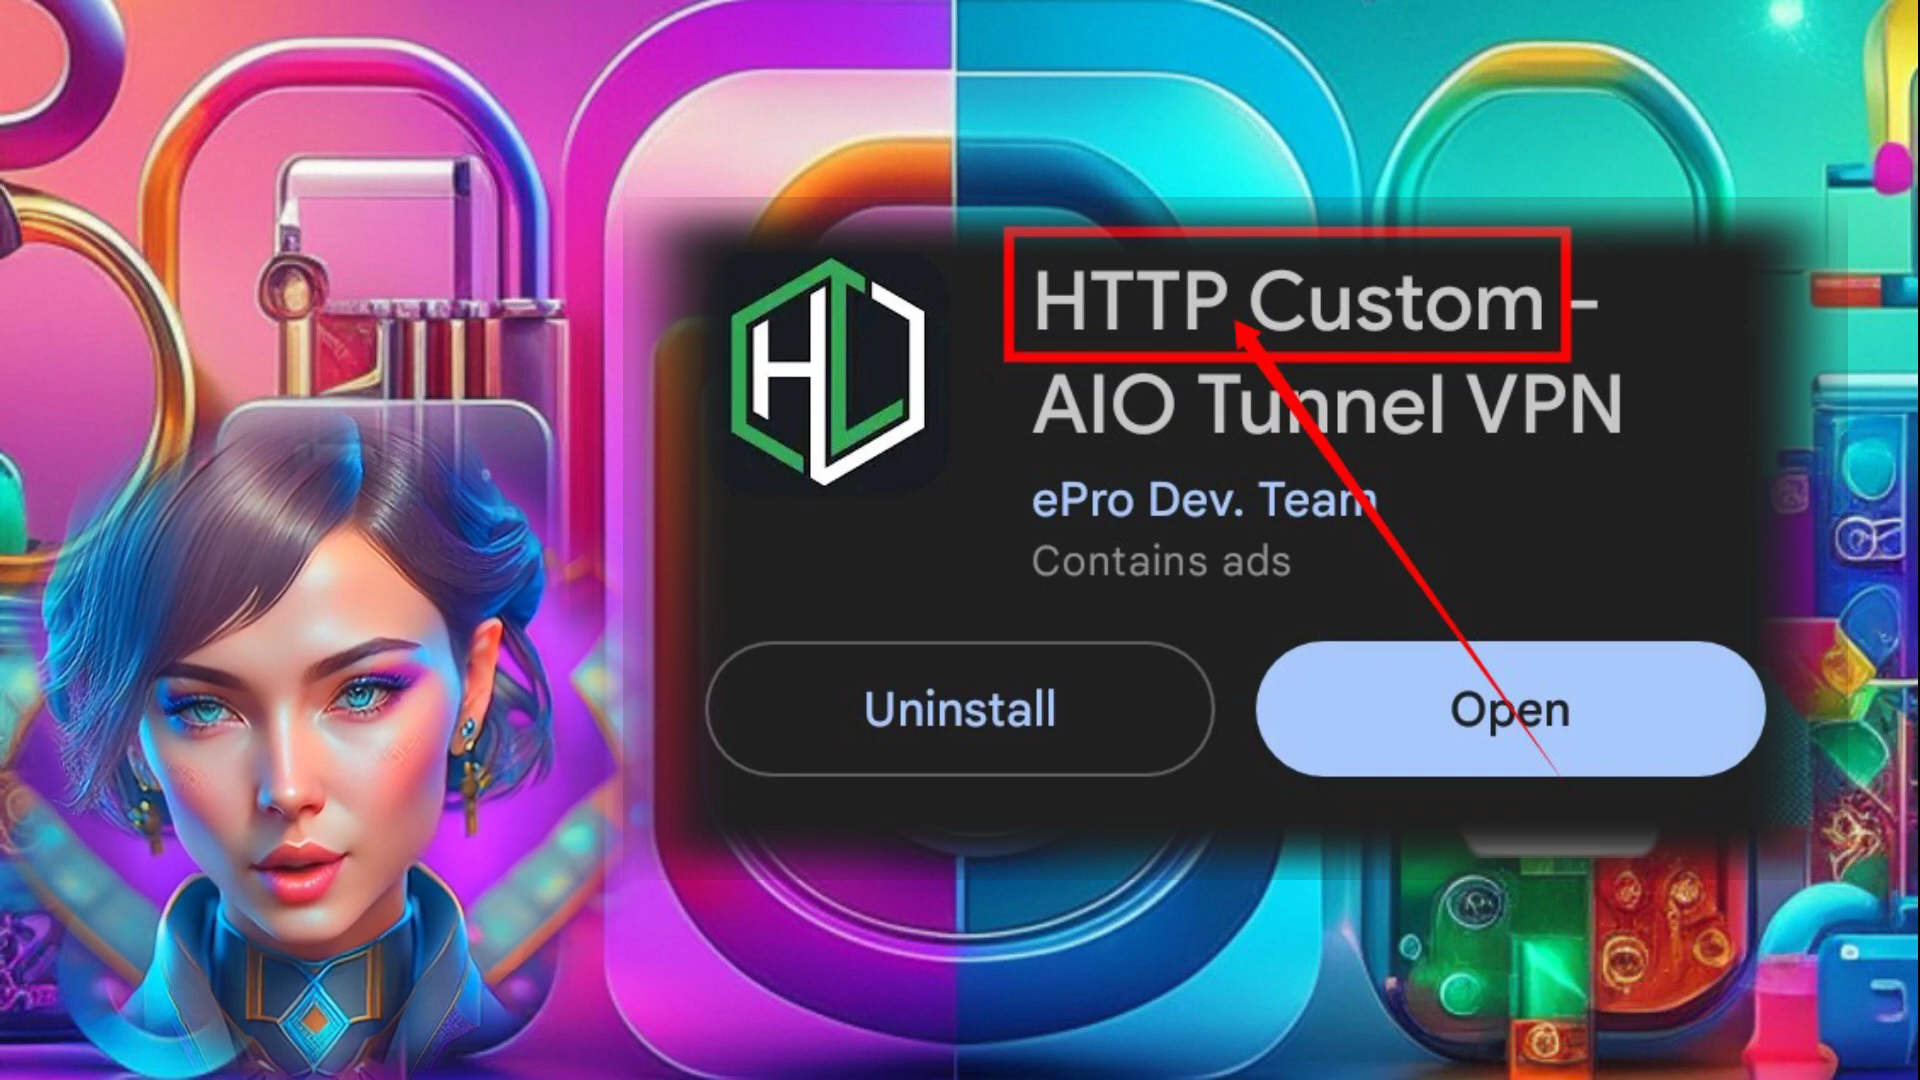 HTTP Custom -
AIO Tunnel VPN
ePro Dev. Team
Contains ads
Uninstall
Open